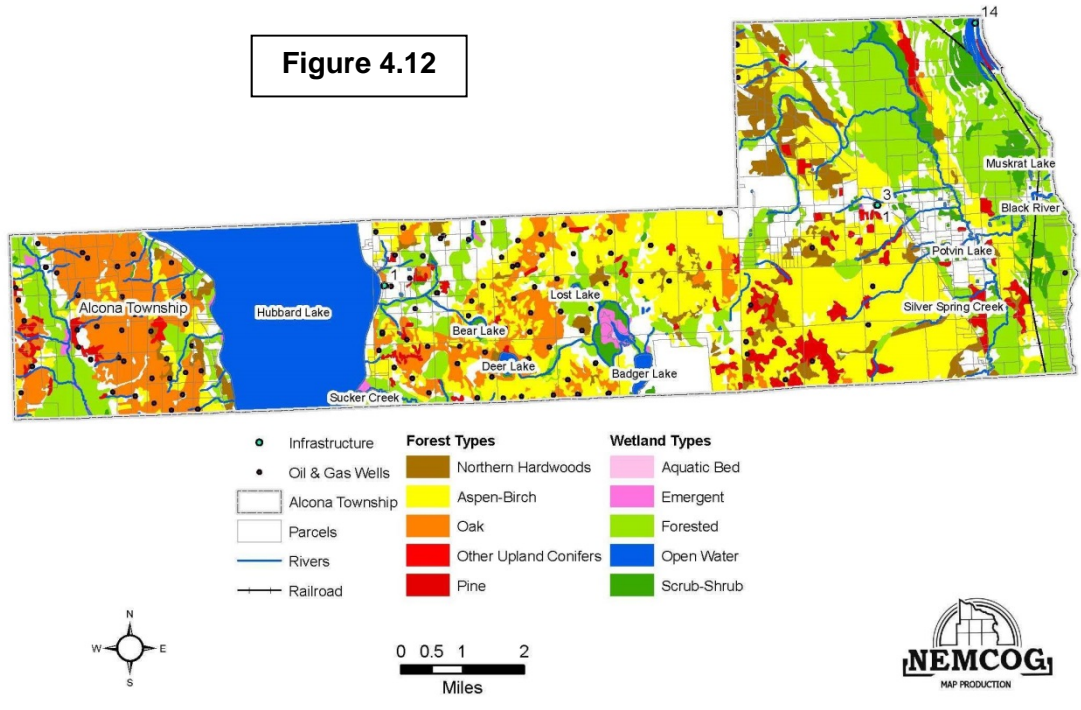 Figure 4.12
14
Muskrat Lake
3
1
Black River
Potvin Lake
1
Alcona Township
Hubbard Lake
Lost Lake
Silver Spring Creek
Bear Lake
Deer Lake
Badger Lake
Sucker Creek
Infrastructure
Oil & Gas Wells
Alcona Township
Parcels
Rivers
Railroad
Forest Types
Northern Hardwoods
Aspen-Birch
Oak
Other Upland Conifers
Pine
Wetland Types
Aquatic Bed
Emergent
Forested
Open Water
Scrub-Shrub
N
W E
S
0 0.5 1 2
Miles
NEMCOG
MAP PRODUCTION